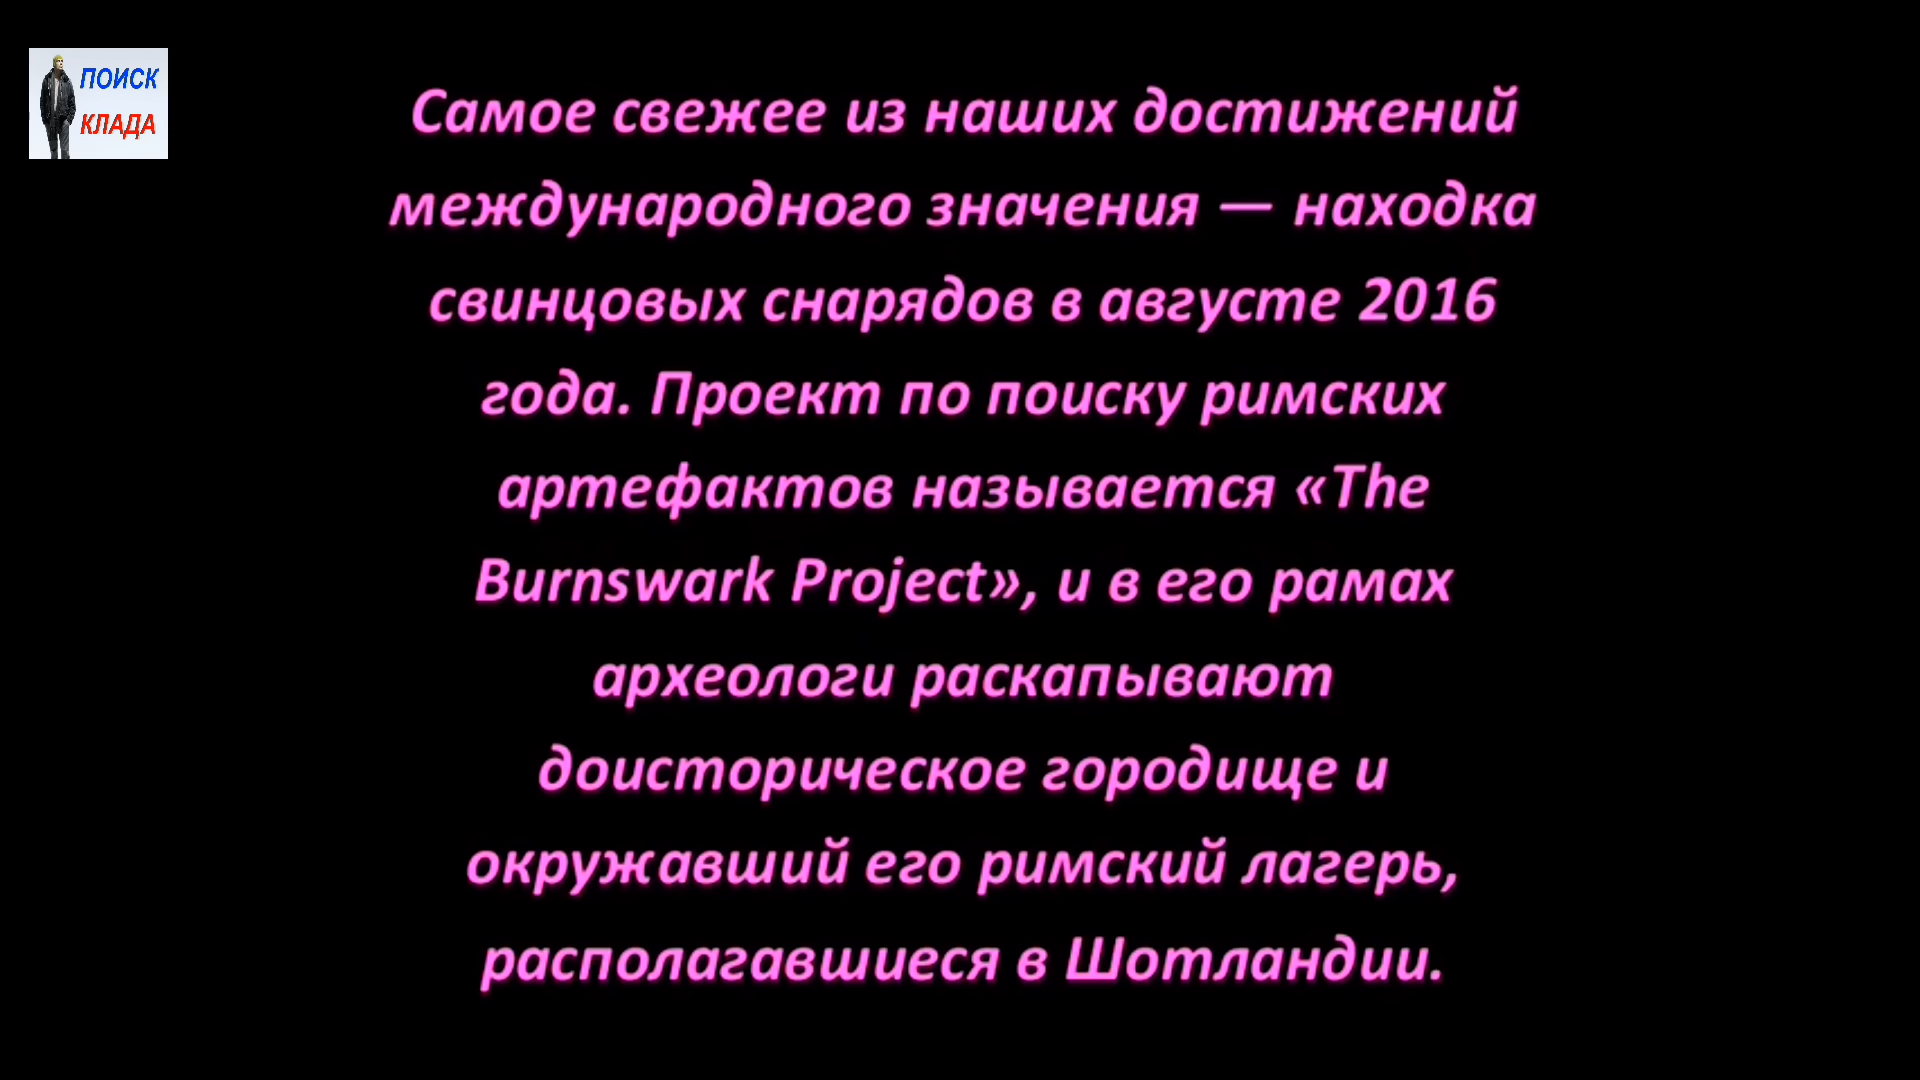 ПОИСК
КЛАДА
Самое свежее из наших достижений
международного значения — находка
свинцовых снарядов в августе 2016
года. Проект по поиску римских
артефактов называется «The
Burnswark Project», и в его рамах
археологи раскапывают
доисторическое городище и
окружавший его римский лагерь,
располагавшиеся в Шотландии.